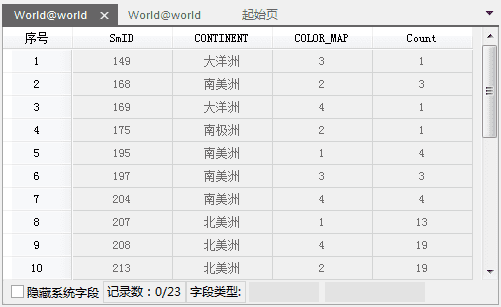 World@world World@world 起始页
序号 SmID CONTINENT COLOR_MAP Count
1 149 大洋洲 3 1
2 168 南美洲 2 3
3 169 大洋洲 4 1
4 175 南极洲 2 1
5 195 南美洲 1 4
6 197 南美洲 3 3
7 204 南美洲 4 4
8 207 北美洲 1 13
9 208 北美洲 4 19
10 213 北美洲 2 19
隐藏系统字段 记录数：0/23 字段类型: